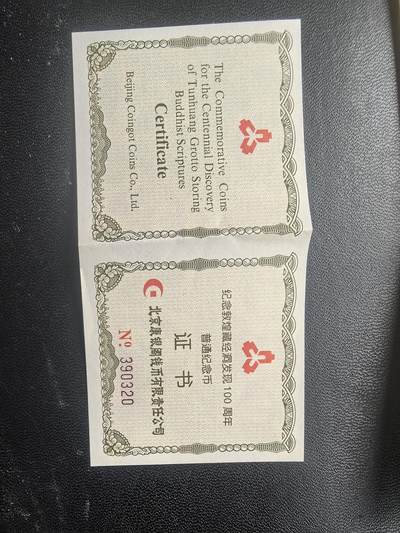 The Commemorative Coins
for the Centennial Discovery
of Tunhuang Grotto Storing
Buddhist Scriptures
Certificate
Beijing Coingot Coins Co., Ltd.
纪念敦煌藏经洞发现100周年
普通纪念币
证书
北京康银阁钱币有限责任公司
No. 390320